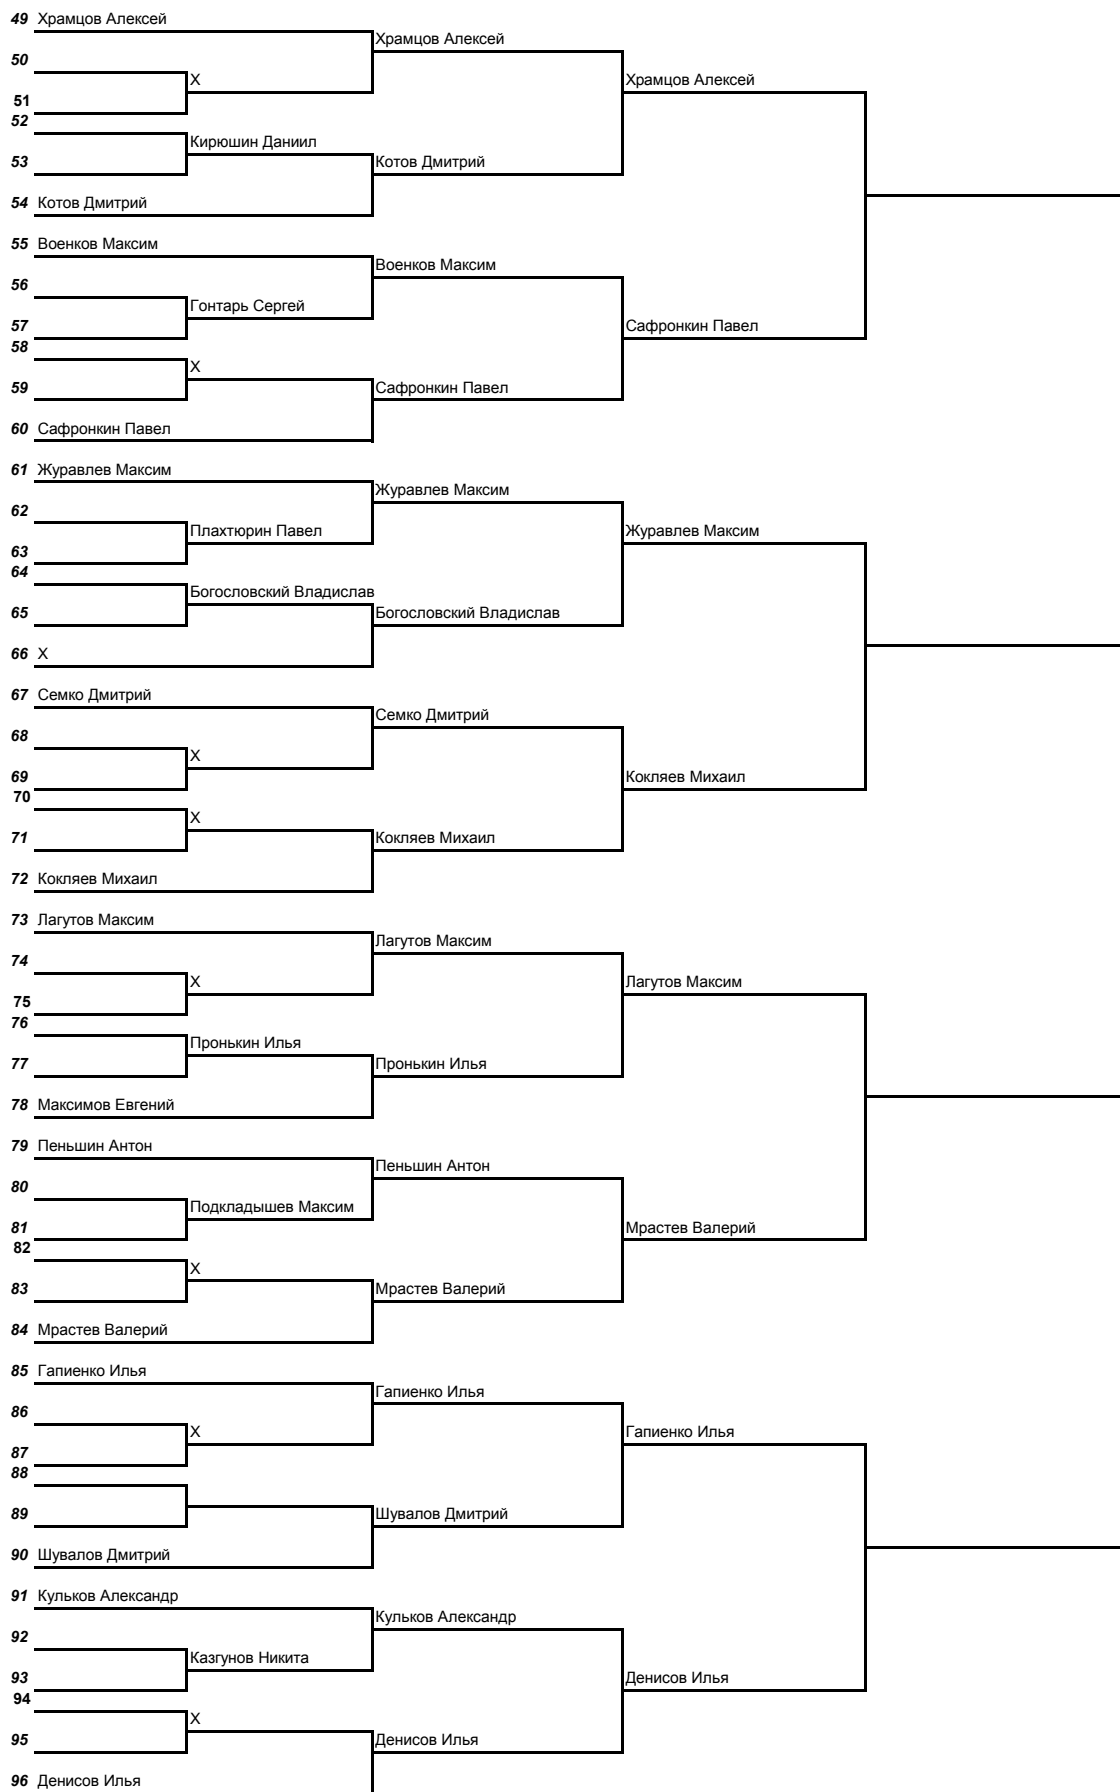 49 Храмцов Алексей
Храмцов Алексей
50
X
Храмцов Алексей
51
52
Кирюшин Даниил
53
Котов Дмитрий
54 Котов Дмитрий
55 Военков Максим
Военков Максим
56
Гонтарь Сергей
57
Сафронкин Павел
58
X
59
Сафронкин Павел
60 Сафронкин Павел
61 Журавлев Максим
Журавлев Максим
62
Плахтюрин Павел
Журавлев Максим
63
64
Богословский Владислав
65
Богословский Владислав
66 X
67 Семко Дмитрий
Семко Дмитрий
68
X
69
Кокляев Михаил
70
X
71
Кокляев Михаил
72 Кокляев Михаил
73 Лагутов Максим
Лагутов Максим
74
X
Лагутов Максим
75
76
Пронькин Илья
77
Пронькин Илья
78 Максимов Евгений
79 Пеньшин Антон
Пеньшин Антон
80
Подкладышев Максим
81
Мрастев Валерий
82
X
83
Мрастев Валерий
84 Мрастев Валерий
85 Гапиенко Илья
Гапиенко Илья
86
X
Гапиенко Илья
87
88
89
Шувалов Дмитрий
90 Шувалов Дмитрий
91 Кульков Александр
Кульков Александр
92
Казгунов Никита
93
Денисов Илья
94
X
95
Денисов Илья
96 Денисов Илья